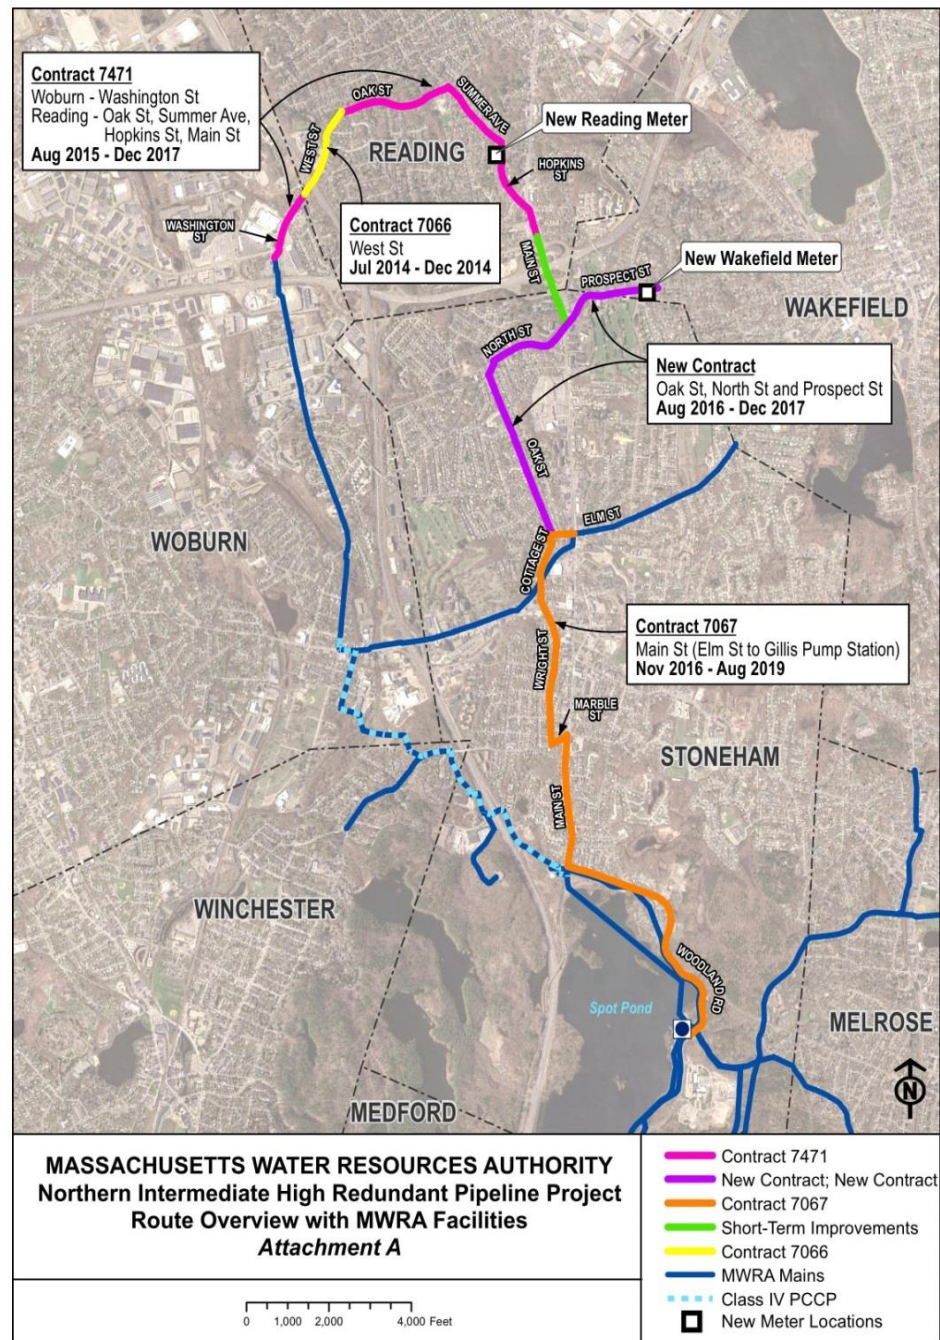 Contract 7471
Woburn - Washington St
Reading - Oak St, Summer Ave,
Hopkins St, Main St
Aug 2015 - Dec 2017
OAK ST
SUMMER AVE
WEST ST
READING
New Reading Meter
HOPKINS
ST
WASHINGTON
ST
Contract 7066
West St
Jul 2014 - Dec 2014
MAIN ST
PROSPECT ST
New Wakefield Meter
WAKEFIELD
NORTH ST
New Contract
Oak St, North St and Prospect St
Aug 2016 - Dec 2017
OAK ST
ELM ST
WOBURN
COTTAGE ST
Contract 7067
Main St (Elm St to Gillis Pump Station)
Nov 2016 - Aug 2019
WRIGHT ST
MARBLE
ST
STONEHAM
MAIN ST
WINCHESTER
WOODLAND RD
Spot Pond
MELROSE
MEDFORD
N
MASSACHUSETTS WATER RESOURCES AUTHORITY
Northern Intermediate High Redundant Pipeline Project
Route Overview with MWRA Facilities
Attachment A
0 1,000 2,000 4,000 Feet
Contract 7471
New Contract; New Contract
Contract 7067
Short-Term Improvements
Contract 7066
MWRA Mains
Class IV PCCP
New Meter Locations